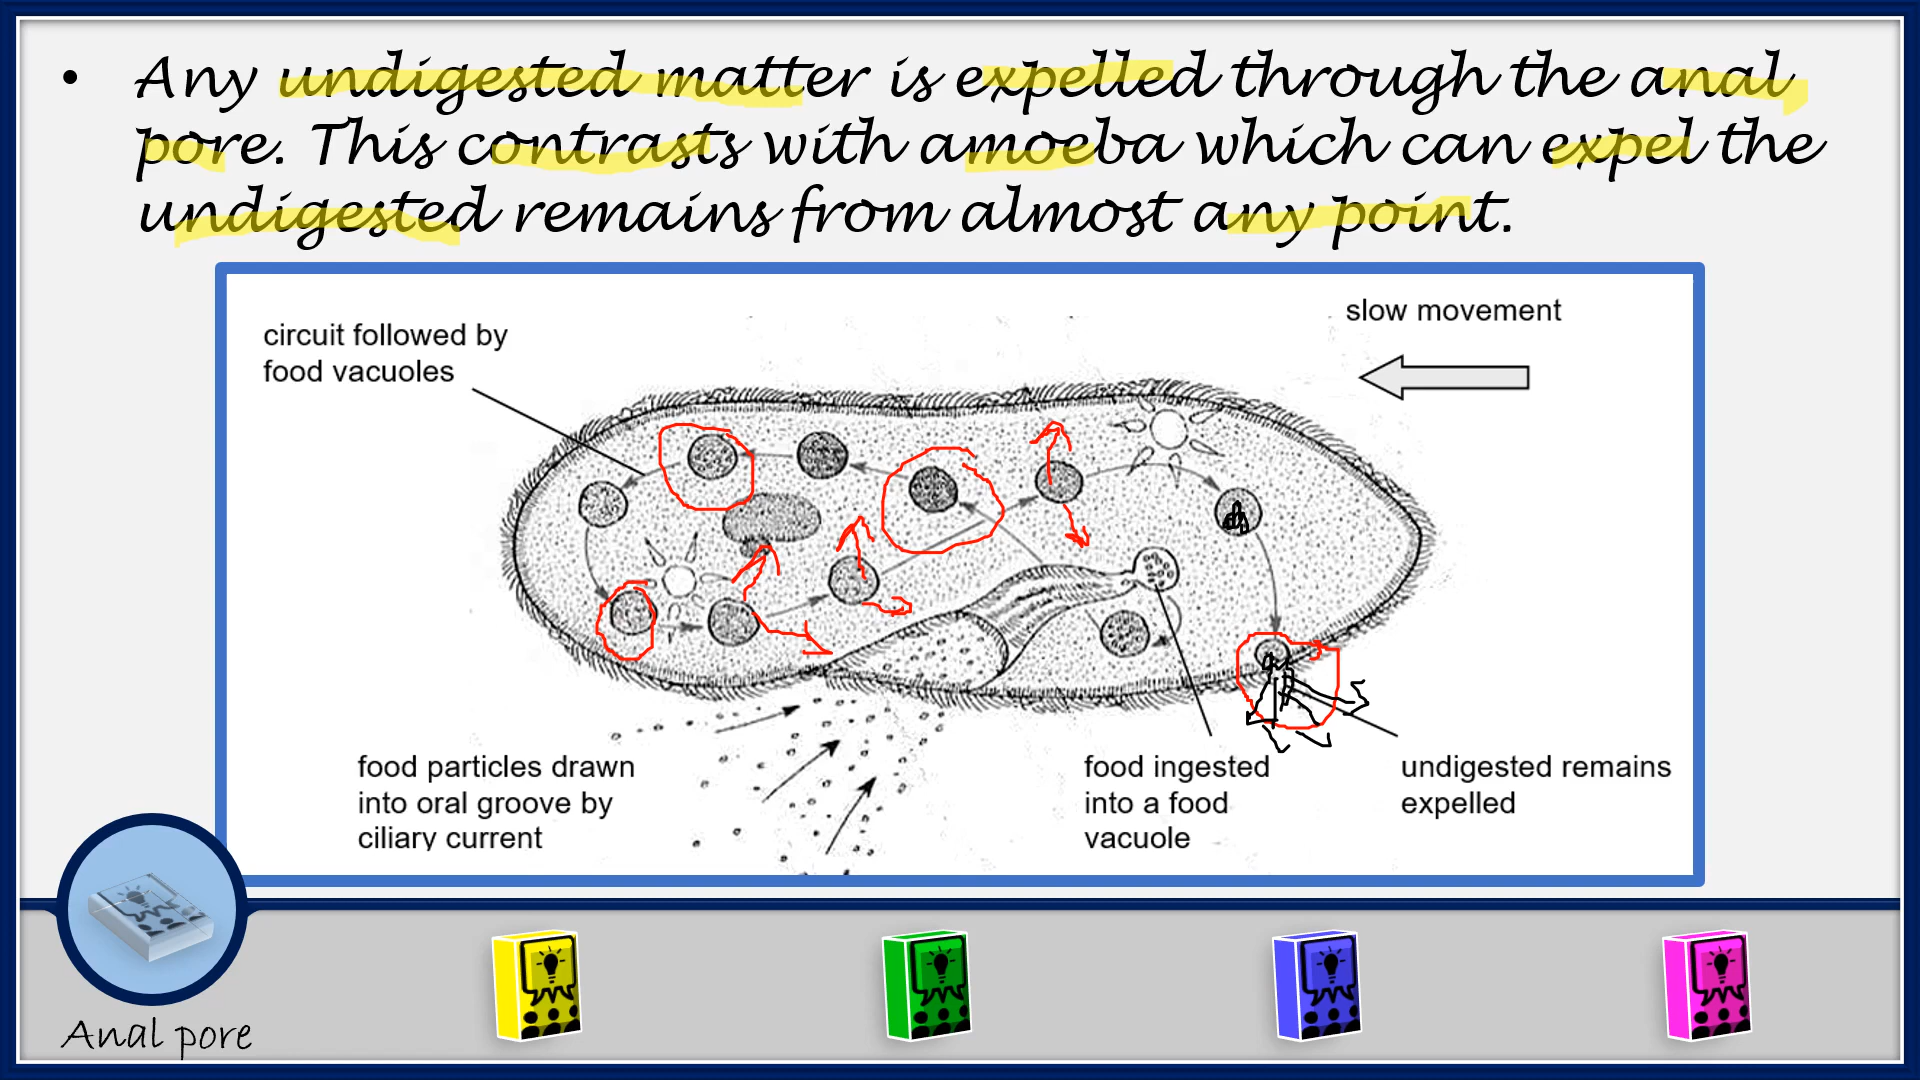 • Any undigested matter is expelled through the anal
pore. This contrasts with amoeba which can expel the
undigested remains from almost any point.
slow movement
circuit followed by
food vacuoles
food particles drawn
into oral groove by
ciliary current
food ingested
into a food
vacuole
undigested remains
expelled
Anal pore